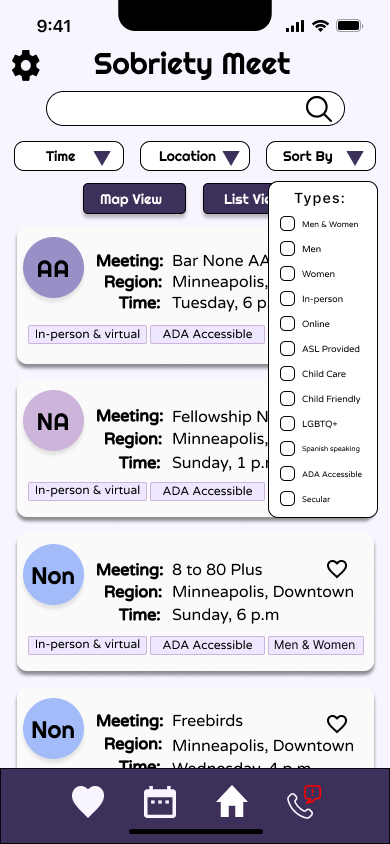 9:41
Sobriety Meet
Time
Location
Sort By
Map View
List Vie
Types:
Men & Women
Men
Women
In-person
Online
ASL Provided
Child Care
Child Friendly
LGBTQ+
Spanish speaking
ADA Accessible
Secular
AA
Meeting: Bar None AA
Region: Minneapolis,
Time: Tuesday, 6 p.
In-person & virtual
ADA Accessible
NA
Meeting: Fellowship N
Region: Minneapolis,
Time: Sunday, 1 p.
In-person & virtual
ADA Accessible
Non
Meeting: 8 to 80 Plus
Region: Minneapolis, Downtown
Time: Sunday, 6 p.m
In-person & virtual
ADA Accessible
Men & Women
Non
Meeting: Freebirds
Region: Minneapolis, Downtown
Time: Wednesday, 4 p.m